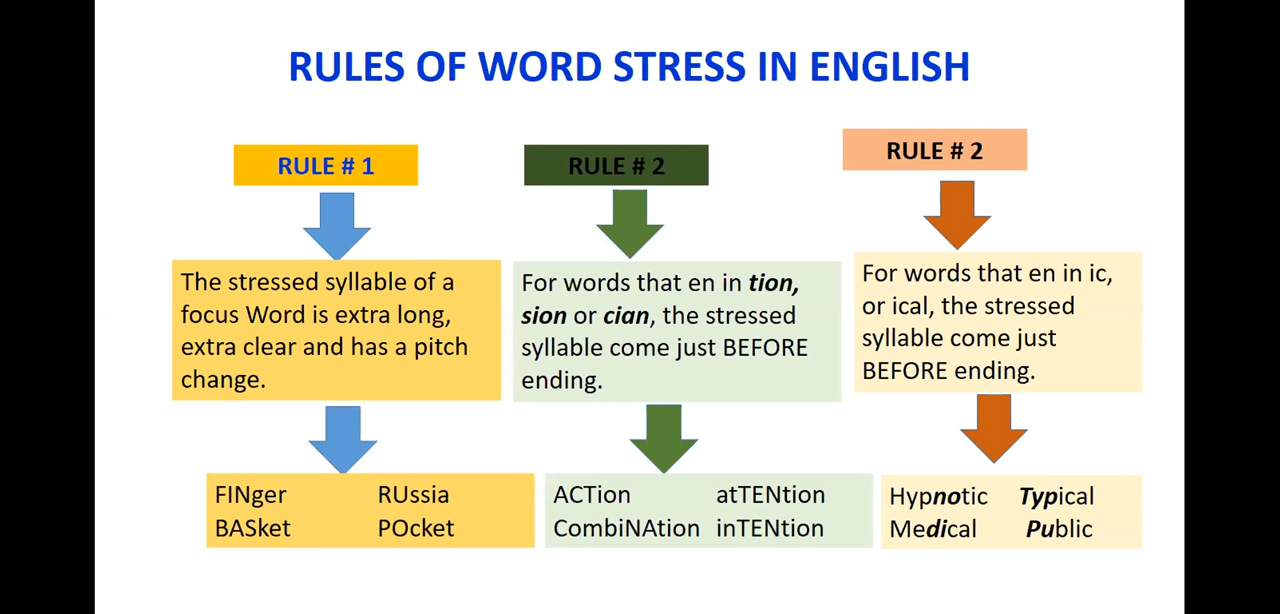 RULES OF WORD STRESS IN ENGLISH
RULE # 1
The stressed syllable of a
focus Word is extra long,
extra clear and has a pitch
change.
FINger RUssia
BASket POcket
RULE # 2
For words that en in tion,
sion or cian, the stressed
syllable come just BEFORE
ending.
ACTion atTENtion
CombiNAtion inTENtion
RULE # 2
For words that en in ic,
or ical, the stressed
syllable come just
BEFORE ending.
Hypnotic Typical
Medical Public